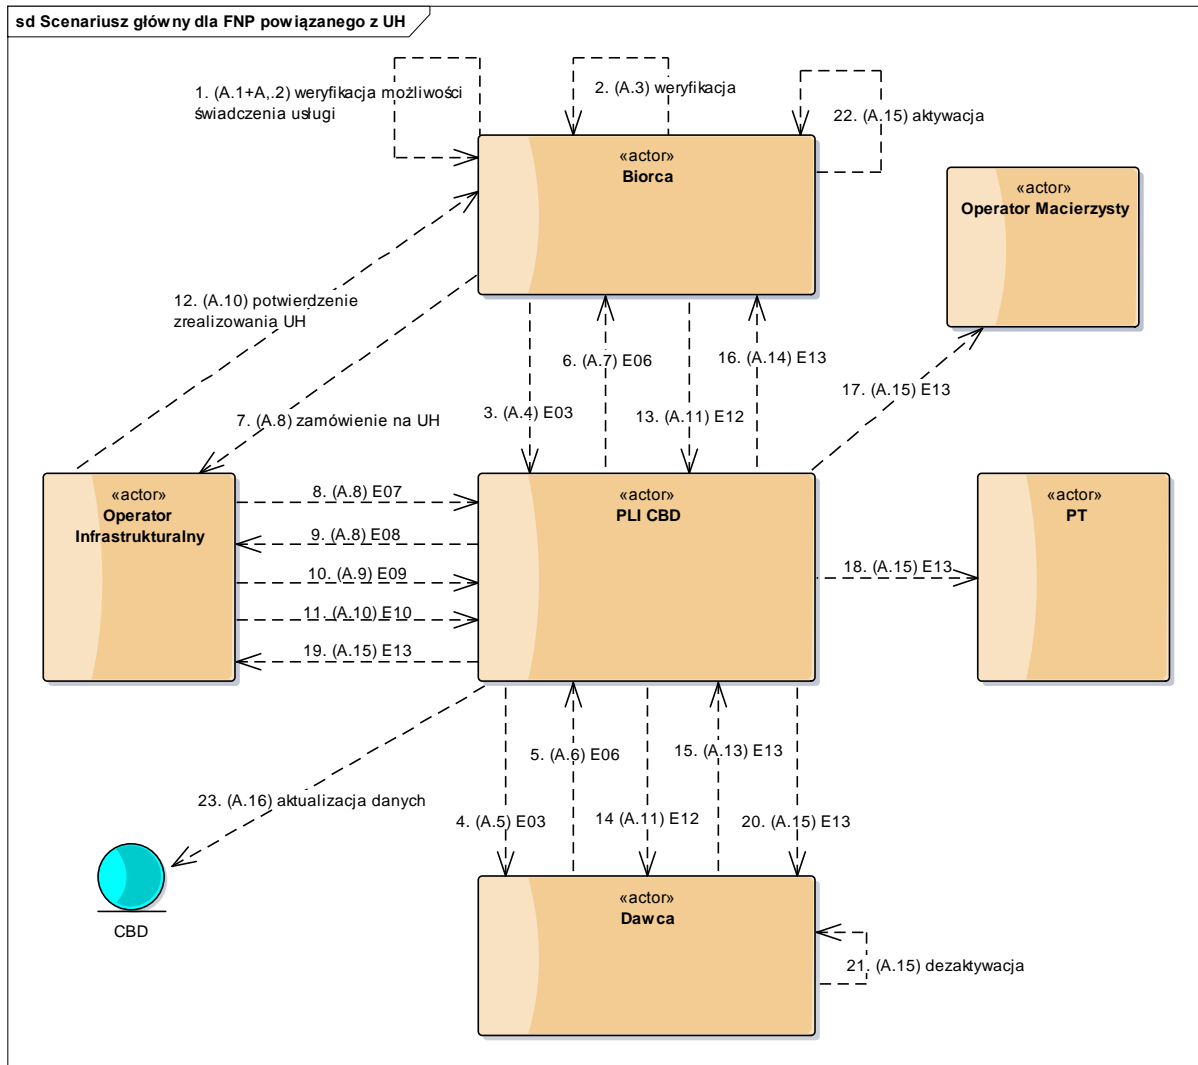 sd Scenariusz główny dla FNP powiązanego z UH
1. (A.1+A,.2) weryfikacja możliwości
świadczenia usługi
2. (A.3) weryfikacja
22. (A.15) aktywacja
«actor»
Biorca
«actor»
Operator Macierzysty
12. (A.10) potwierdzenie
zrealizowania UH
6. (A.7) E06
16. (A.14) E13
17. (A.15) E13
7. (A.8) zamówienie na UH
3. (A.4) E03
13. (A.11) E12
«actor»
Operator
Infrastrukturalny
8. (A.8) E07
9. (A.8) E08
10. (A.9) E09
11. (A.10) E10
19. (A.15) E13
«actor»
PLI CBD
«actor»
PT
18. (A.15) E13
5. (A.6) E06
15. (A.13) E13
23. (A.16) aktualizacja danych
4. (A.5) E03
14 (A.11) E12
20. (A.15) E13
CBD
«actor»
Dawca
21. (A.15) dezaktywacja